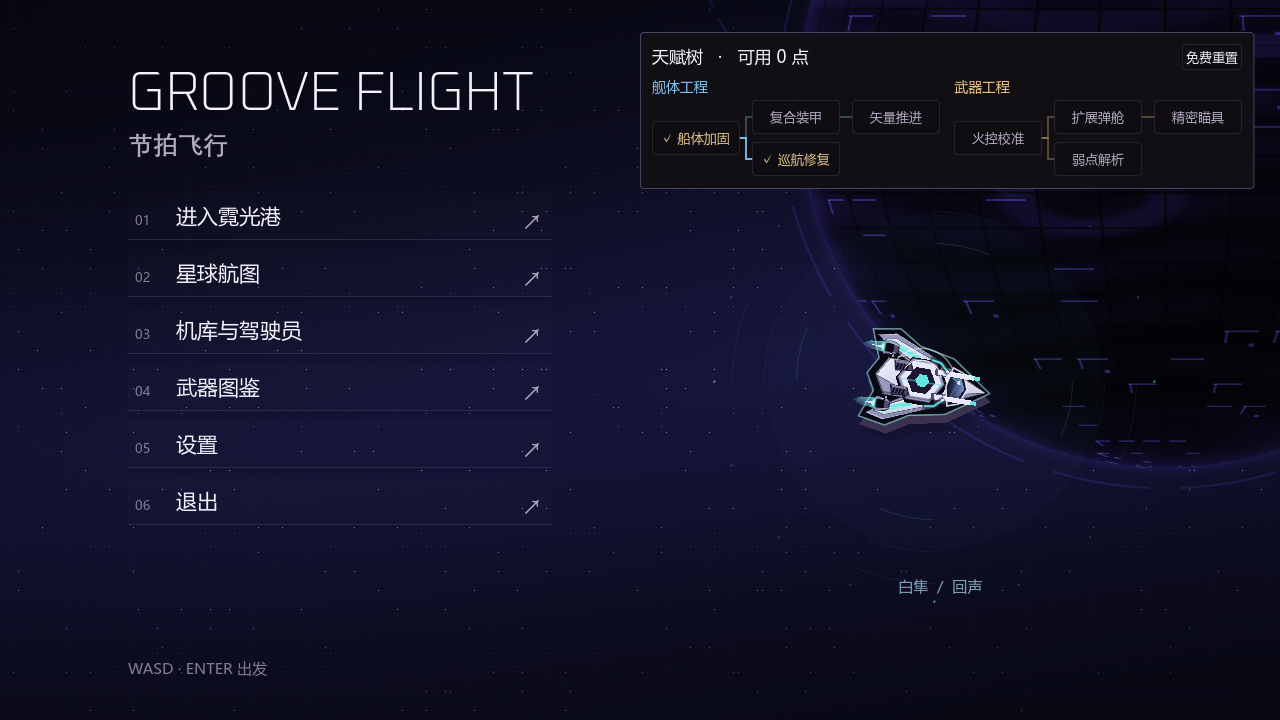 GROOVE FLIGHT
节拍飞行
01 进入霓光港 ↗
02 星球航图 ↗
03 机库与驾驶员 ↗
04 武器图鉴 ↗
05 设置 ↗
06 退出 ↗
WASD · ENTER 出发
天赋树 · 可用 0 点 免费重置
舰体工程
✓ 船体加固
复合装甲 矢量推进
✓ 巡航修复
武器工程
火控校准
扩展弹舱 精密瞄具
弱点解析
白隼 / 回声